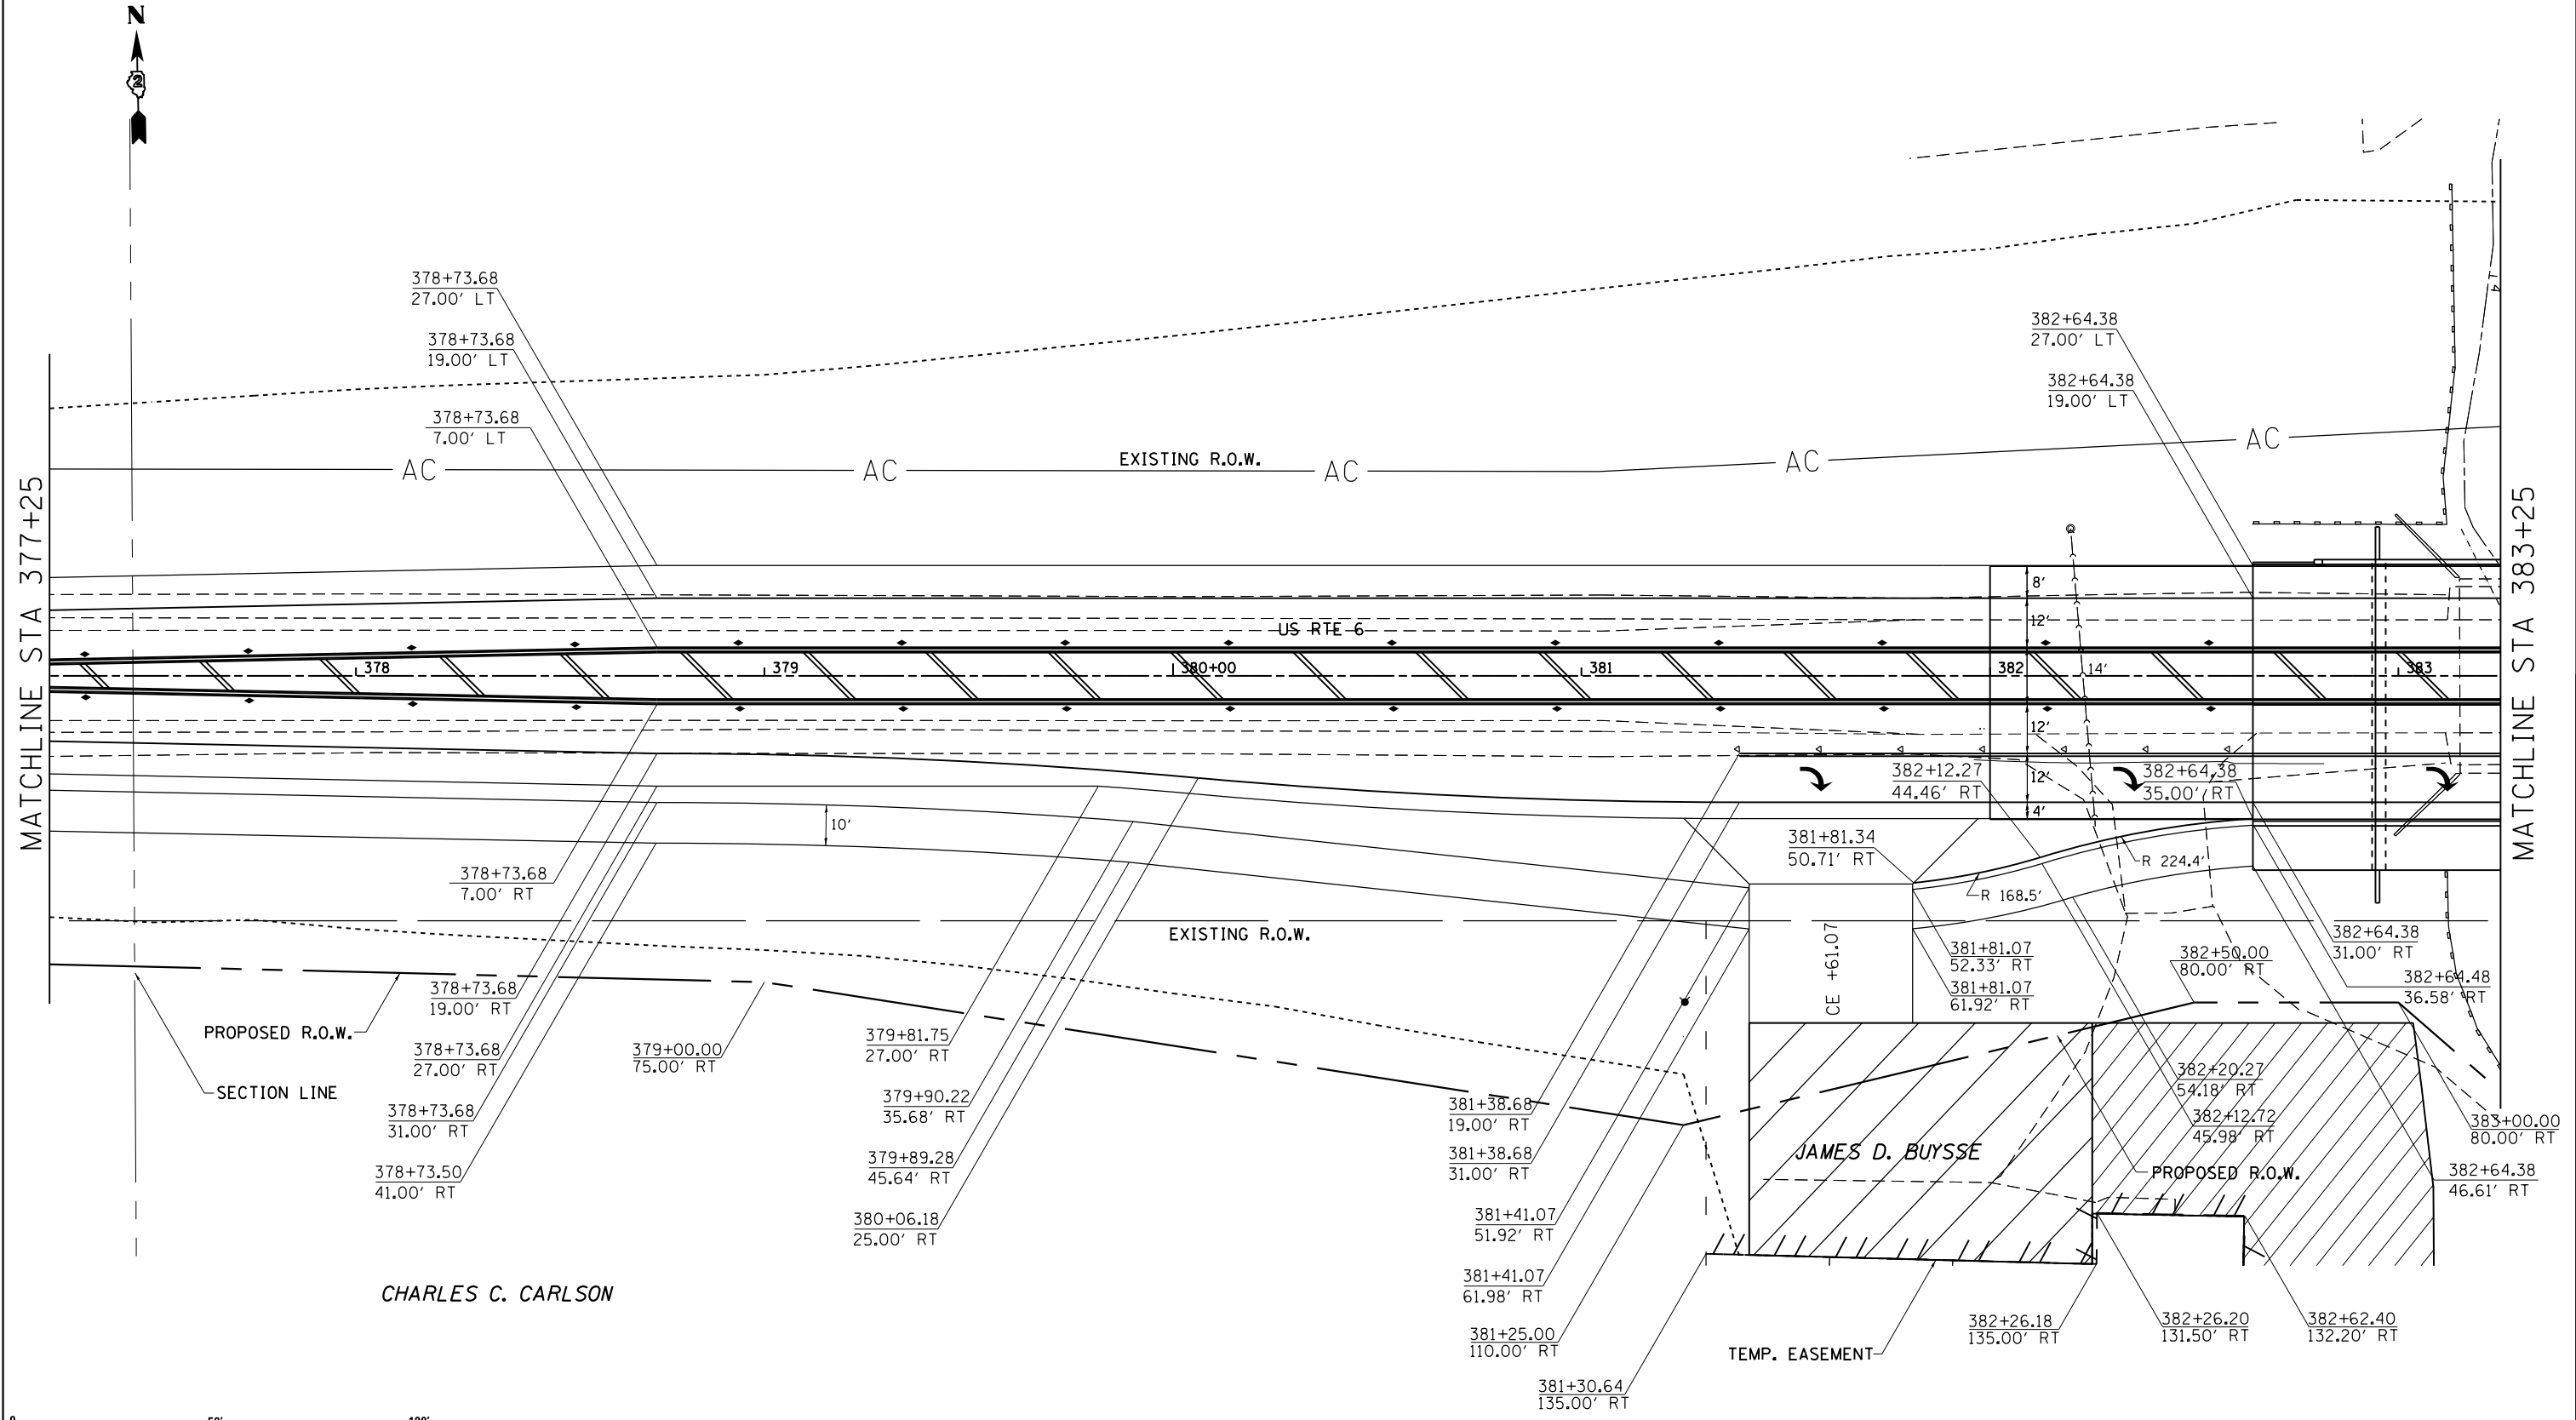 N
2
378+73.68
27.00' LT
378+73.68
19.00' LT
378+73.68
7.00' LT
382+64.38
27.00' LT
382+64.38
19.00' LT
AC
AC
EXISTING R.O.W.
AC
AC
AC
MATCHLINE STA 377+25
MATCHLINE STA 383+25
8'
12'
US RTE 6
378
379
380+00
381
382
14'
383
12'
12'
4'
382+12.27
44.46' RT
382+64.38
35.00' RT
10'
381+81.34
50.71' RT
R 224.4'
R 168.5'
378+73.68
7.00' RT
EXISTING R.O.W.
CE +61.07
381+81.07
52.33' RT
381+81.07
61.92' RT
382+50.00
80.00' RT
382+64.38
31.00' RT
382+64.48
36.58' RT
378+73.68
19.00' RT
PROPOSED R.O.W.
378+73.68
27.00' RT
379+00.00
75.00' RT
379+81.75
27.00' RT
SECTION LINE
378+73.68
31.00' RT
379+90.22
35.68' RT
381+38.68
19.00' RT
382+20.27
54.18' RT
382+12.72
45.98' RT
383+00.00
80.00' RT
378+73.50
41.00' RT
379+89.28
45.64' RT
381+38.68
31.00' RT
JAMES D. BUYSSE
PROPOSED R.O.W.
382+64.38
46.61' RT
380+06.18
25.00' RT
381+41.07
51.92' RT
CHARLES C. CARLSON
381+41.07
61.98' RT
381+25.00
110.00' RT
382+26.18
135.00' RT
382+26.20
131.50' RT
382+62.40
132.20' RT
TEMP. EASEMENT
381+30.64
135.00' RT